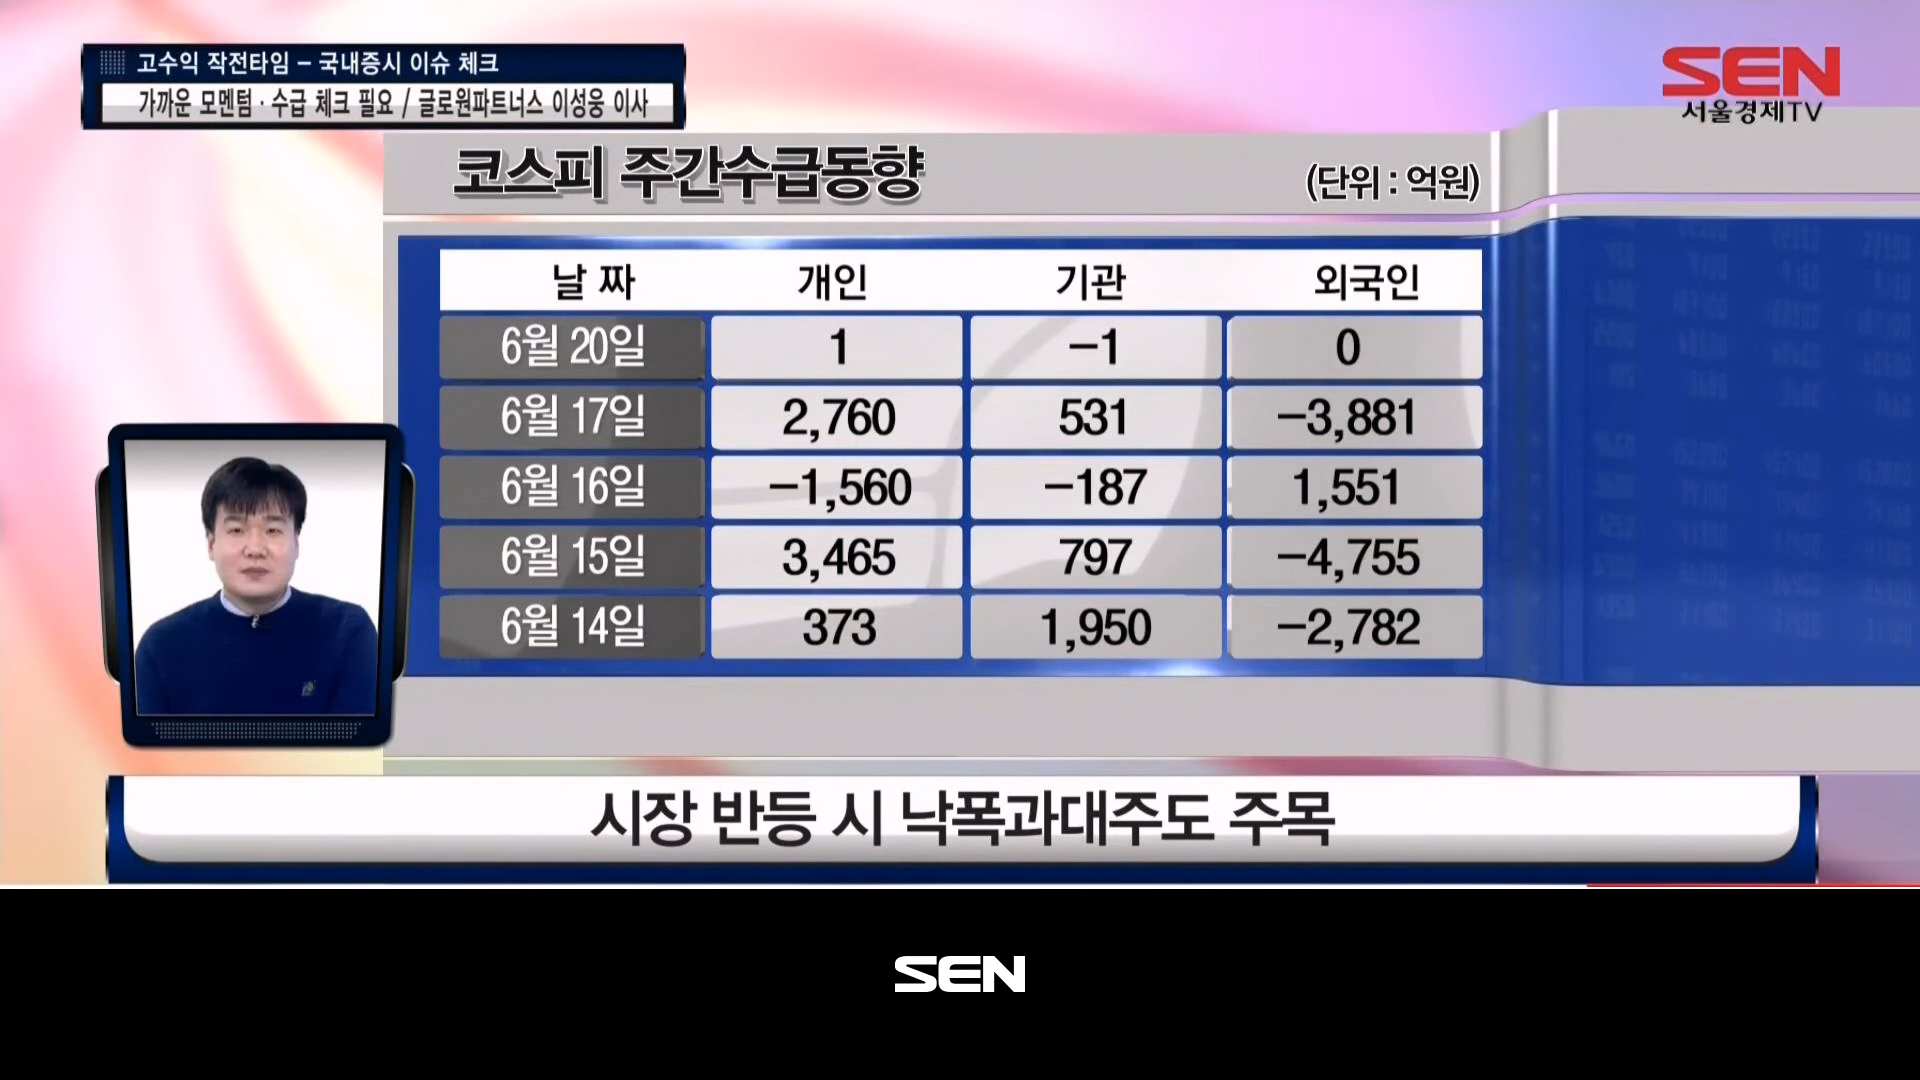 고수익 작전타임 – 국내증시 이슈 체크
가까운 모멘텀·수급 체크 필요 / 글로원파트너스 이성웅 이사
SEN
서울경제TV
코스피 주간수급동향 (단위 : 억원)
날 짜 개인 기관 외국인
6월 20일 1 −1 0
6월 17일 2,760 531 −3,881
6월 16일 −1,560 −187 1,551
6월 15일 3,465 797 −4,755
6월 14일 373 1,950 −2,782
시장 반등 시 낙폭과대주도 주목
SEN